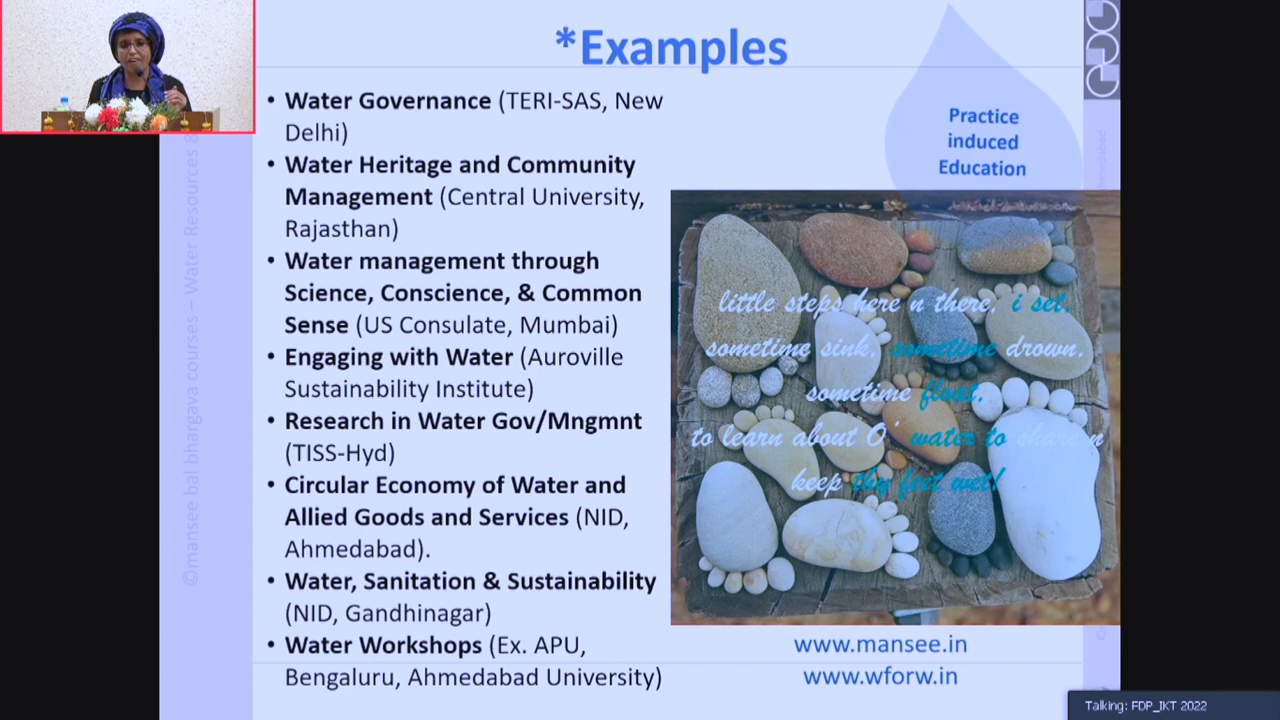 *Examples
• Water Governance (TERI-SAS, New
Delhi)
• Water Heritage and Community
Management (Central University,
Rajasthan)
• Water management through
Science, Conscience, & Common
Sense (US Consulate, Mumbai)
• Engaging with Water (Auroville
Sustainability Institute)
• Research in Water Gov/Mngmnt
(TISS-Hyd)
• Circular Economy of Water and
Allied Goods and Services (NID,
Ahmedabad).
• Water, Sanitation & Sustainability
(NID, Gandhinagar)
• Water Workshops (Ex. APU,
Bengaluru, Ahmedabad University)
Practice
induced
Education
little steps here n there. i set.
sometime sink. sometime drown.
sometime float.
to learn about O' water to share n
keep thy feet wet!
www.mansee.in
www.wforw.in
©mansee bal bhargava courses – Water Resources &
Talking: FDP_IKT 2022